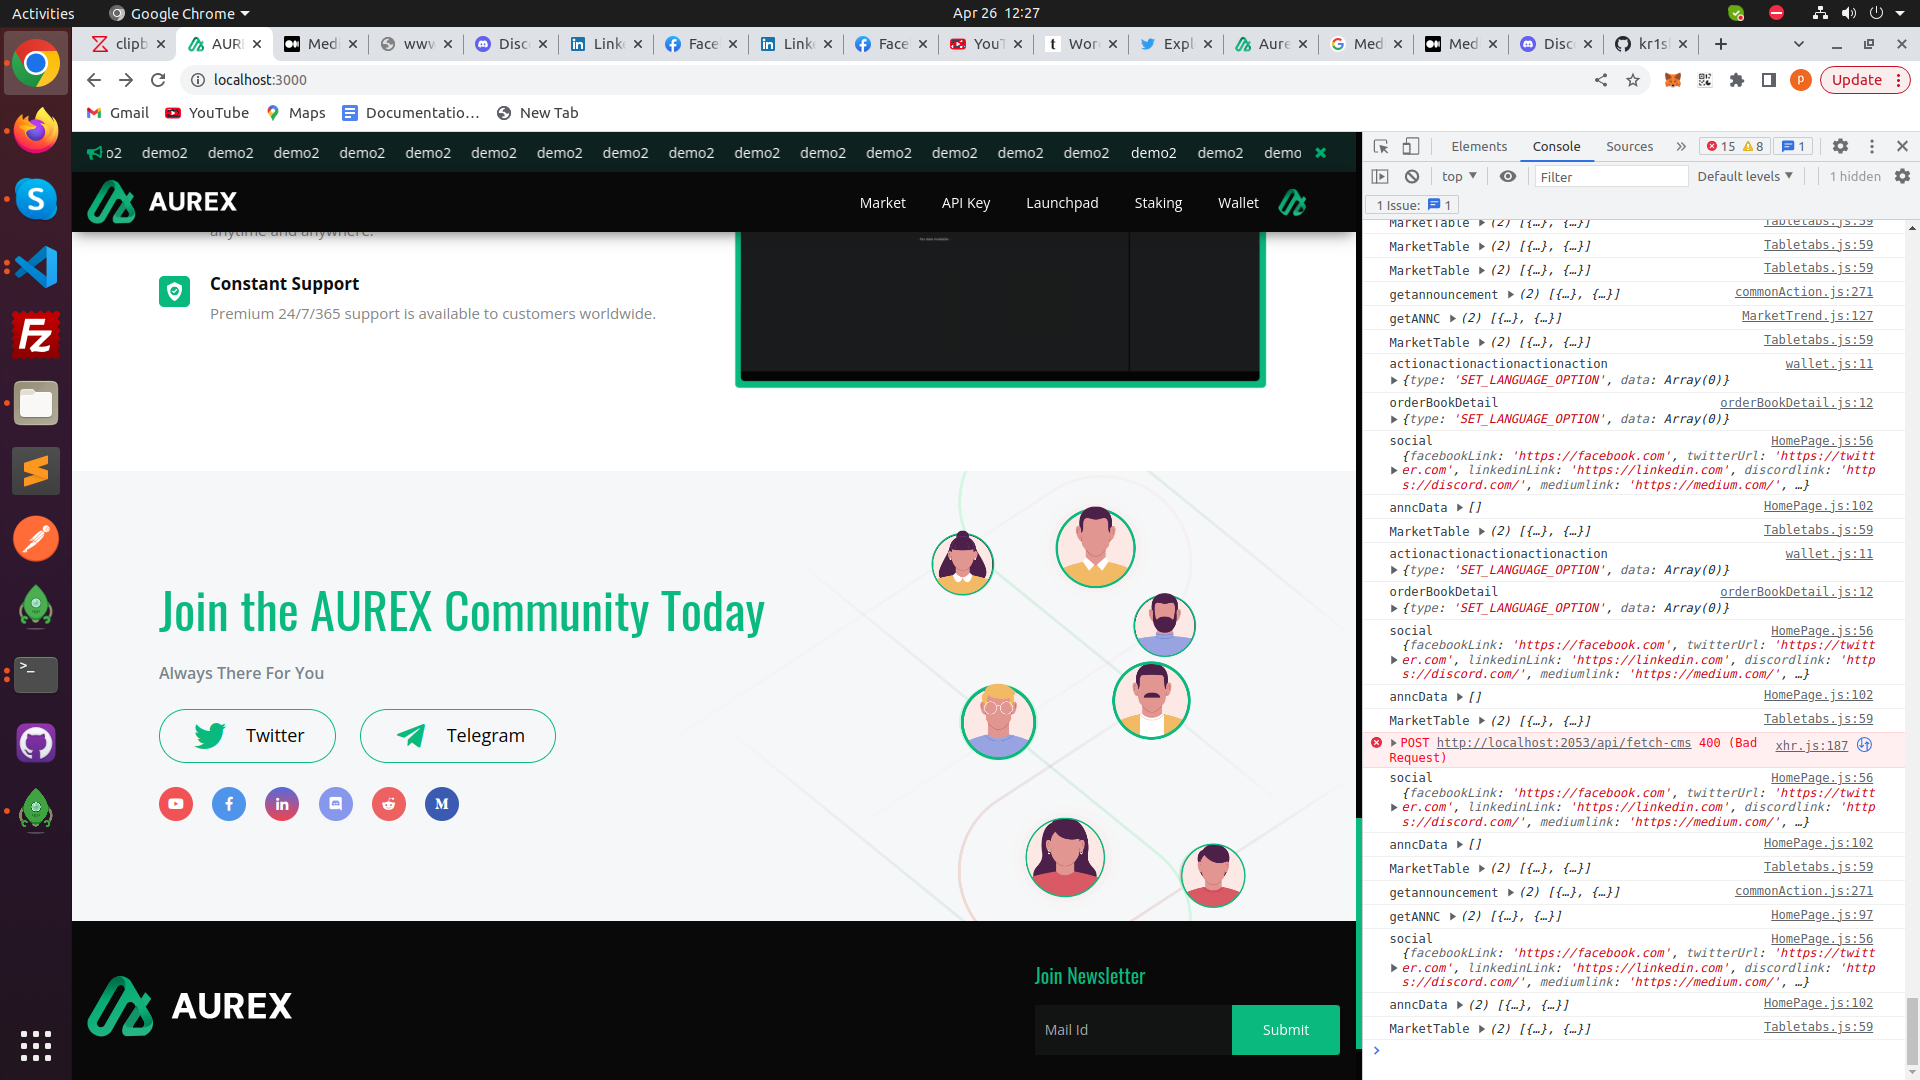 Activities
Google Chrome
Apr 26 12:27
clipb
AUR
Med
www
Disc
Link
Face
Link
Face
YouT
Wor
Expl
Aure
Med
Med
Disc
kr1s
localhost:3000
Update
Gmail
YouTube
Maps
Documentatio…
New Tab
o2 demo2 demo2 demo2 demo2 demo2 demo2 demo2 demo2 demo2 demo2 demo2 demo2 demo2 demo2 demo2 demo2 demo2 demo
AUREX
Market
API Key
Launchpad
Staking
Wallet
anytime and anywhere.
Constant Support
Premium 24/7/365 support is available to customers worldwide.
Join the AUREX Community Today
Always There For You
Twitter
Telegram
AUREX
Join Newsletter
Mail Id
Submit
Elements Console Sources » 15 8 1
top Filter Default levels 1 hidden
1 Issue: 1
MarketTable (2) [{…}, {…}] Tabletabs.js:59
MarketTable (2) [{…}, {…}] Tabletabs.js:59
MarketTable (2) [{…}, {…}] Tabletabs.js:59
getannouncement (2) [{…}, {…}] commonAction.js:271
getANNC (2) [{…}, {…}] MarketTrend.js:127
MarketTable (2) [{…}, {…}] Tabletabs.js:59
actionactionactionactionaction wallet.js:11
{type: 'SET_LANGUAGE_OPTION', data: Array(0)}
orderBookDetail orderBookDetail.js:12
{type: 'SET_LANGUAGE_OPTION', data: Array(0)}
social HomePage.js:56
{facebookLink: 'https://facebook.com', twitterUrl: 'https://twitt
er.com', linkedinLink: 'https://linkedin.com', discordlink: 'http
s://discord.com/', mediumlink: 'https://medium.com/', …}
anncData [] HomePage.js:102
MarketTable (2) [{…}, {…}] Tabletabs.js:59
actionactionactionactionaction wallet.js:11
{type: 'SET_LANGUAGE_OPTION', data: Array(0)}
orderBookDetail orderBookDetail.js:12
{type: 'SET_LANGUAGE_OPTION', data: Array(0)}
social HomePage.js:56
{facebookLink: 'https://facebook.com', twitterUrl: 'https://twitt
er.com', linkedinLink: 'https://linkedin.com', discordlink: 'http
s://discord.com/', mediumlink: 'https://medium.com/', …}
anncData [] HomePage.js:102
MarketTable (2) [{…}, {…}] Tabletabs.js:59
POST http://localhost:2053/api/fetch-cms 400 (Bad xhr.js:187
Request)
social HomePage.js:56
{facebookLink: 'https://facebook.com', twitterUrl: 'https://twitt
er.com', linkedinLink: 'https://linkedin.com', discordlink: 'http
s://discord.com/', mediumlink: 'https://medium.com/', …}
anncData [] HomePage.js:102
MarketTable (2) [{…}, {…}] Tabletabs.js:59
getannouncement (2) [{…}, {…}] commonAction.js:271
getANNC (2) [{…}, {…}] HomePage.js:97
social HomePage.js:56
{facebookLink: 'https://facebook.com', twitterUrl: 'https://twitt
er.com', linkedinLink: 'https://linkedin.com', discordlink: 'http
s://discord.com/', mediumlink: 'https://medium.com/', …}
anncData (2) [{…}, {…}] HomePage.js:102
MarketTable (2) [{…}, {…}] Tabletabs.js:59